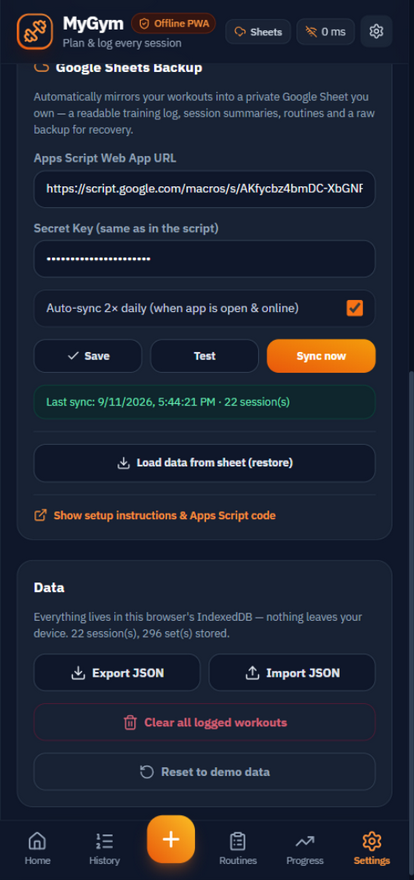 MyGym
Offline PWA
Plan & log every session
Sheets
0 ms
Google Sheets Backup
Automatically mirrors your workouts into a private Google Sheet you
own — a readable training log, session summaries, routines and a raw
backup for recovery.
Apps Script Web App URL
https://script.google.com/macros/s/AKfycbz4bmDC-XbGNF
Secret Key (same as in the script)
••••••••••••••••••••••
Auto-sync 2× daily (when app is open & online)
Save
Test
Sync now
Last sync: 9/11/2026, 5:44:21 PM · 22 session(s)
Load data from sheet (restore)
Show setup instructions & Apps Script code
Data
Everything lives in this browser's IndexedDB — nothing leaves your
device. 22 session(s), 296 set(s) stored.
Export JSON
Import JSON
Clear all logged workouts
Reset to demo data
Home
History
Routines
Progress
Settings